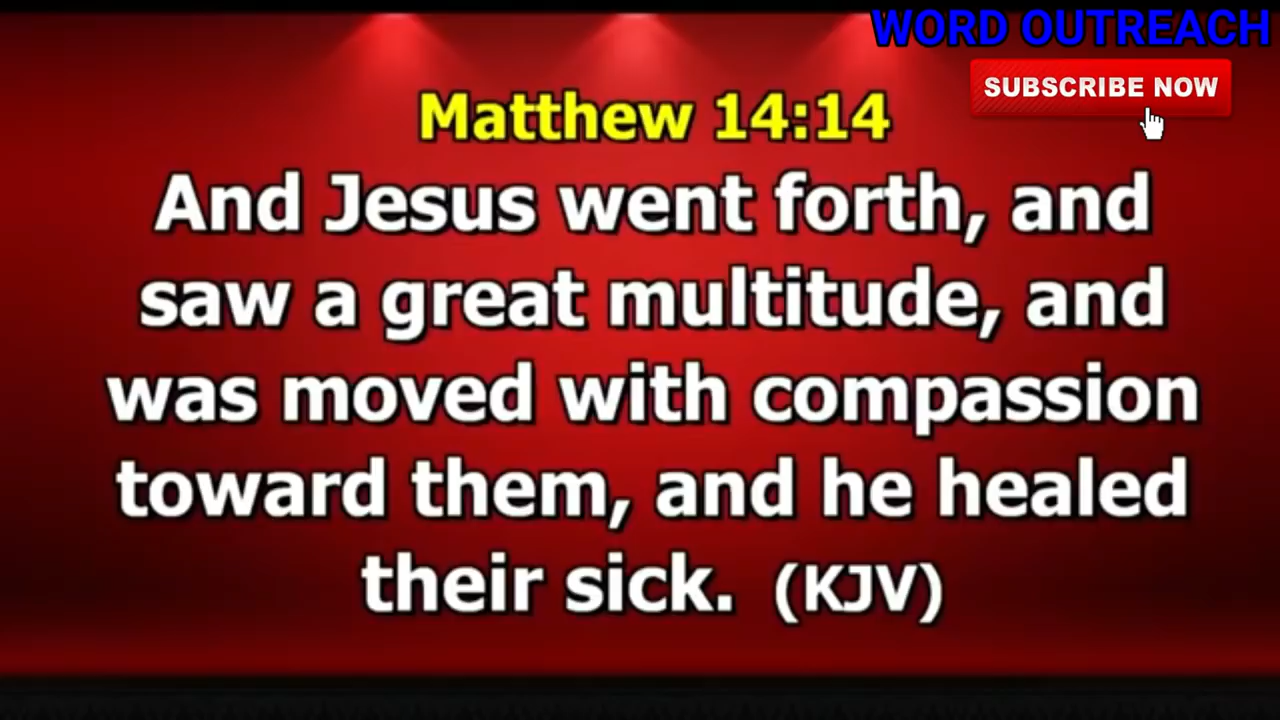 WORD OUTREACH
SUBSCRIBE NOW
Matthew 14:14
And Jesus went forth, and
saw a great multitude, and
was moved with compassion
toward them, and he healed
their sick. (KJV)